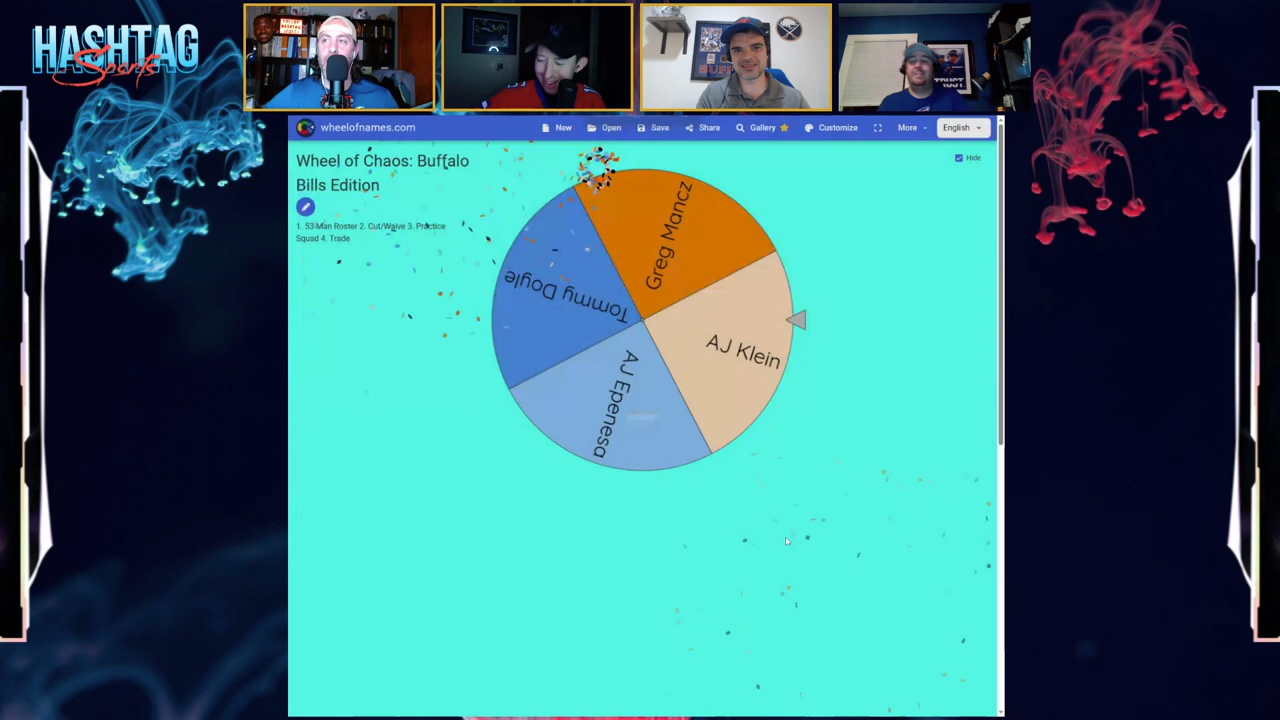 HASHTAG
Sports
TRUST
wheelofnames.com
New
Open
Save
Share
Gallery
Customize
More
English
Wheel of Chaos: Buffalo
Bills Edition
Hide
1. 53-Man Roster 2. Cut/Waive 3. Practice
Squad 4. Trade
Greg Mancz
Tommy Doyle
AJ Klein
AJ Epenesa